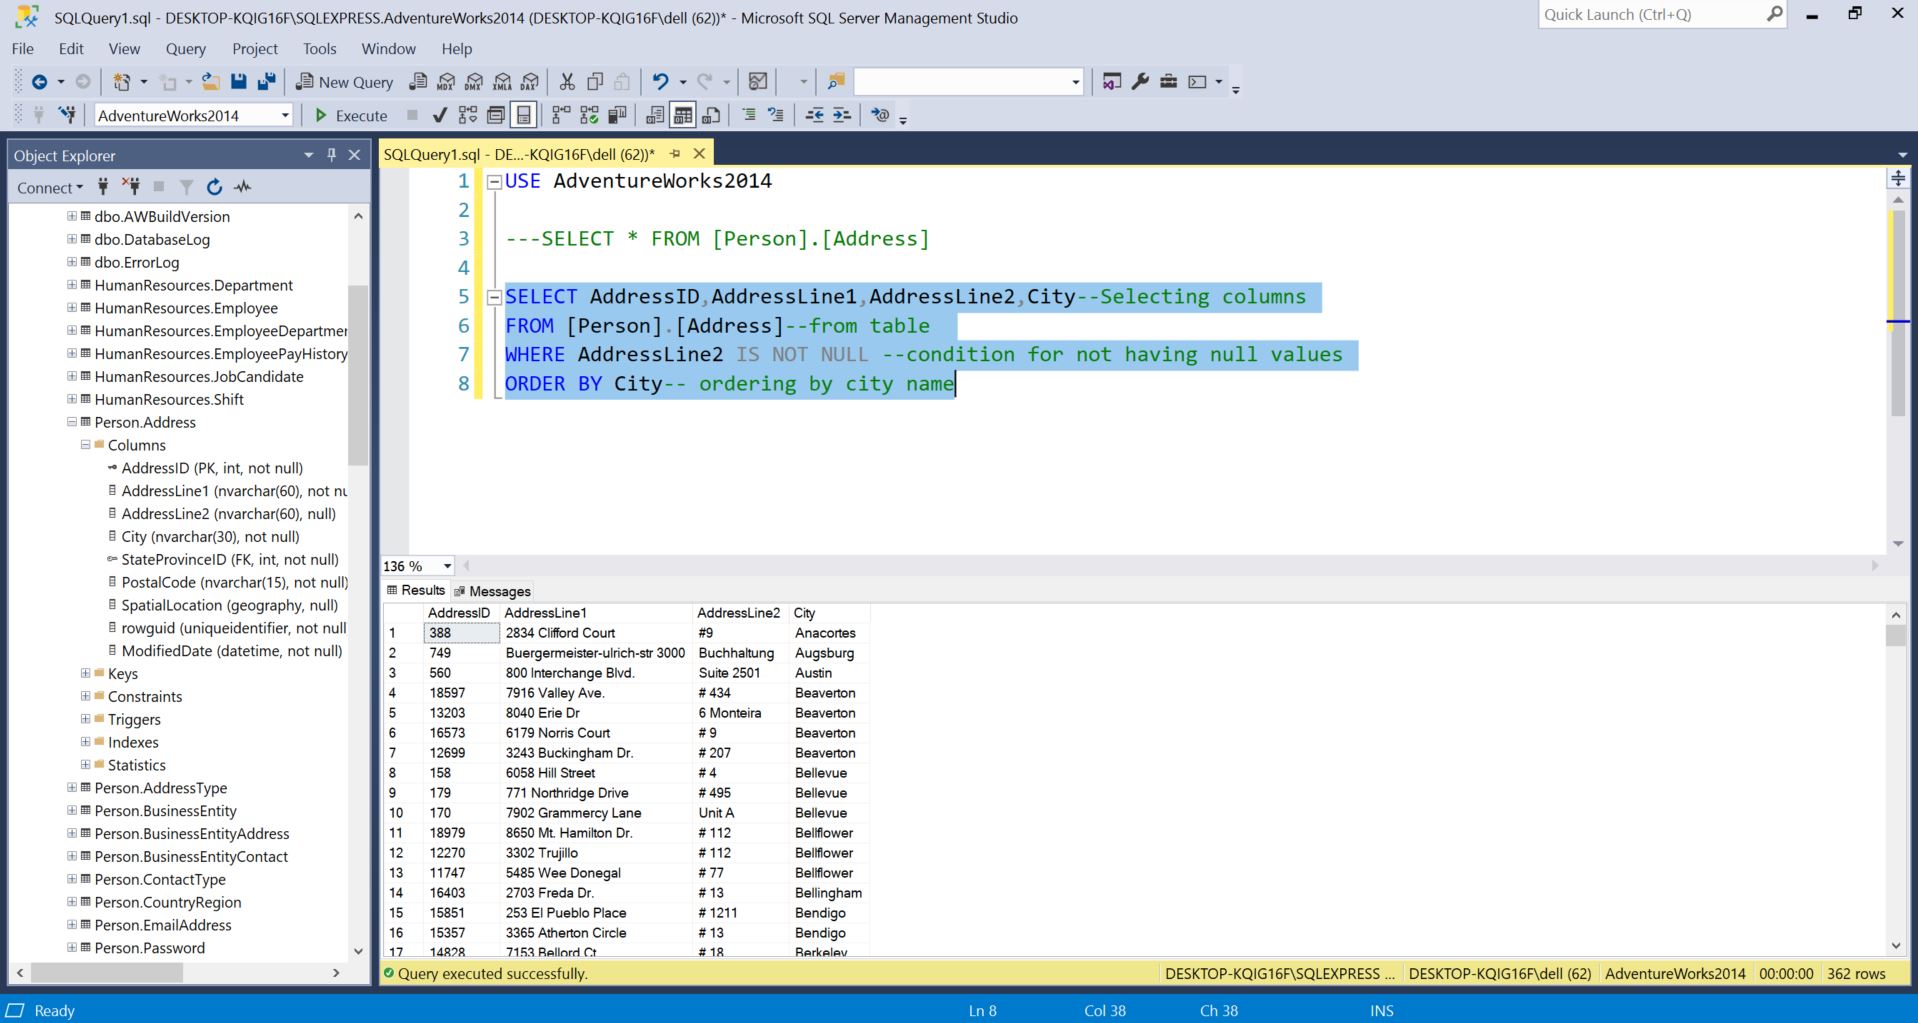 SQLQuery1.sql - DESKTOP-KQIG16F\SQLEXPRESS.AdventureWorks2014 (DESKTOP-KQIG16F\dell (62))* - Microsoft SQL Server Management Studio
Quick Launch (Ctrl+Q)
File Edit View Query Project Tools Window Help
New Query MDX DMX XMLA DAX
AdventureWorks2014 Execute
Object Explorer
SQLQuery1.sql - DE...-KQIG16F\dell (62))*
Connect
dbo.AWBuildVersion
dbo.DatabaseLog
dbo.ErrorLog
HumanResources.Department
HumanResources.Employee
HumanResources.EmployeeDepartmer
HumanResources.EmployeePayHistory
HumanResources.JobCandidate
HumanResources.Shift
Person.Address
Columns
AddressID (PK, int, not null)
AddressLine1 (nvarchar(60), not nu
AddressLine2 (nvarchar(60), null)
City (nvarchar(30), not null)
StateProvinceID (FK, int, not null)
PostalCode (nvarchar(15), not null)
SpatialLocation (geography, null)
rowguid (uniqueidentifier, not null
ModifiedDate (datetime, not null)
Keys
Constraints
Triggers
Indexes
Statistics
Person.AddressType
Person.BusinessEntity
Person.BusinessEntityAddress
Person.BusinessEntityContact
Person.ContactType
Person.CountryRegion
Person.EmailAddress
Person.Password
1 USE AdventureWorks2014
2
3 ---SELECT * FROM [Person].[Address]
4
5 SELECT AddressID,AddressLine1,AddressLine2,City--Selecting columns
6 FROM [Person].[Address]--from table
7 WHERE AddressLine2 IS NOT NULL --condition for not having null values
8 ORDER BY City-- ordering by city name
136 %
Results Messages
AddressID AddressLine1 AddressLine2 City
1 388 2834 Clifford Court #9 Anacortes
2 749 Buergermeister-ulrich-str 3000 Buchhaltung Augsburg
3 560 800 Interchange Blvd. Suite 2501 Austin
4 18597 7916 Valley Ave. # 434 Beaverton
5 13203 8040 Erie Dr 6 Monteira Beaverton
6 16573 6179 Norris Court # 9 Beaverton
7 12699 3243 Buckingham Dr. # 207 Beaverton
8 158 6058 Hill Street # 4 Bellevue
9 179 771 Northridge Drive # 495 Bellevue
10 170 7902 Grammercy Lane Unit A Bellevue
11 18979 8650 Mt. Hamilton Dr. # 112 Bellflower
12 12270 3302 Trujillo # 112 Bellflower
13 11747 5485 Wee Donegal # 77 Bellflower
14 16403 2703 Freda Dr. # 13 Bellingham
15 15851 253 El Pueblo Place # 1211 Bendigo
16 15357 3365 Atherton Circle # 13 Bendigo
17 14828 7153 Bellord Ct. # 18 Berkeley
Query executed successfully. DESKTOP-KQIG16F\SQLEXPRESS ... DESKTOP-KQIG16F\dell (62) AdventureWorks2014 00:00:00 362 rows
Ready Ln 8 Col 38 Ch 38 INS